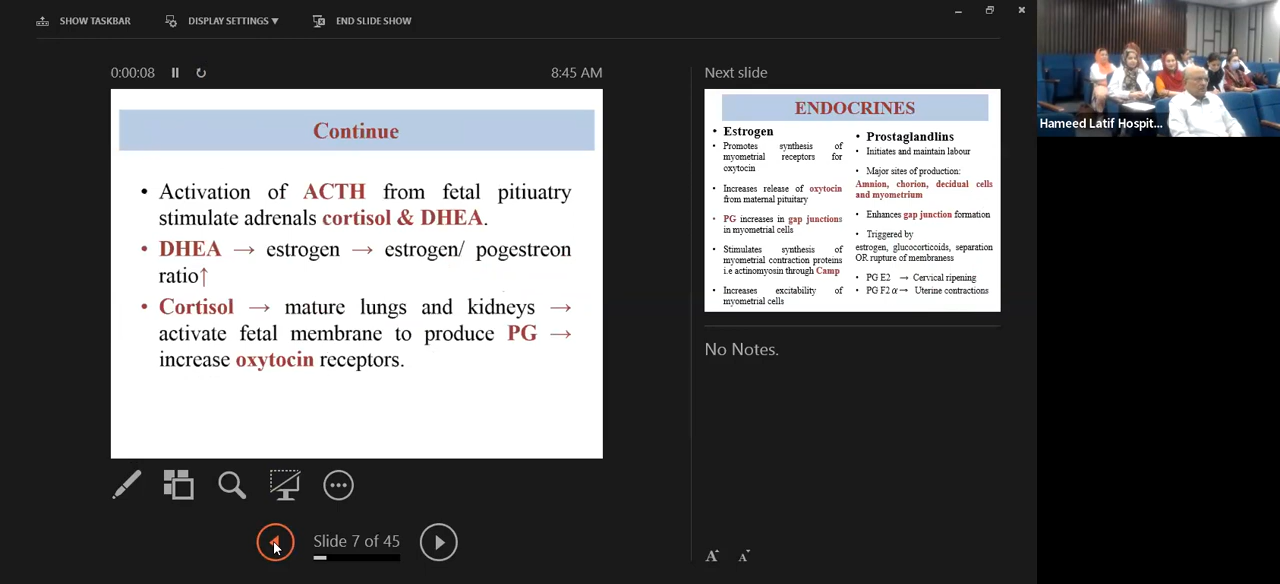 SHOW TASKBAR DISPLAY SETTINGS ▼ END SLIDE SHOW
0:00:08 8:45 AM
Continue
• Activation of ACTH from fetal pitiuatry
stimulate adrenals cortisol & DHEA.
• DHEA → estrogen → estrogen/ pogestreon
ratio↑
• Cortisol → mature lungs and kidneys →
activate fetal membrane to produce PG →
increase oxytocin receptors.
Slide 7 of 45
Next slide
ENDOCRINES
• Estrogen
• Promotes synthesis of
myometrial receptors for
oxytocin
• Increases release of oxytocin
from maternal pituitary
• PG increases in gap junctions
in myometrial cells
• Stimulates synthesis of
myometrial contraction proteins
i.e actinomyosin through Camp
• Increases excitability of
myometrial cells
• Prostaglandlins
• Initiates and maintain labour
• Major sites of production:
Amnion, chorion, decidual cells
and myometrium
• Enhances gap junction formation
• Triggered by
estrogen, glucocorticoids, separation
OR rupture of membraness
• PG E2 → Cervical ripening
• PG F2 α → Uterine contractions
No Notes.
A A
Hameed Latif Hospit...